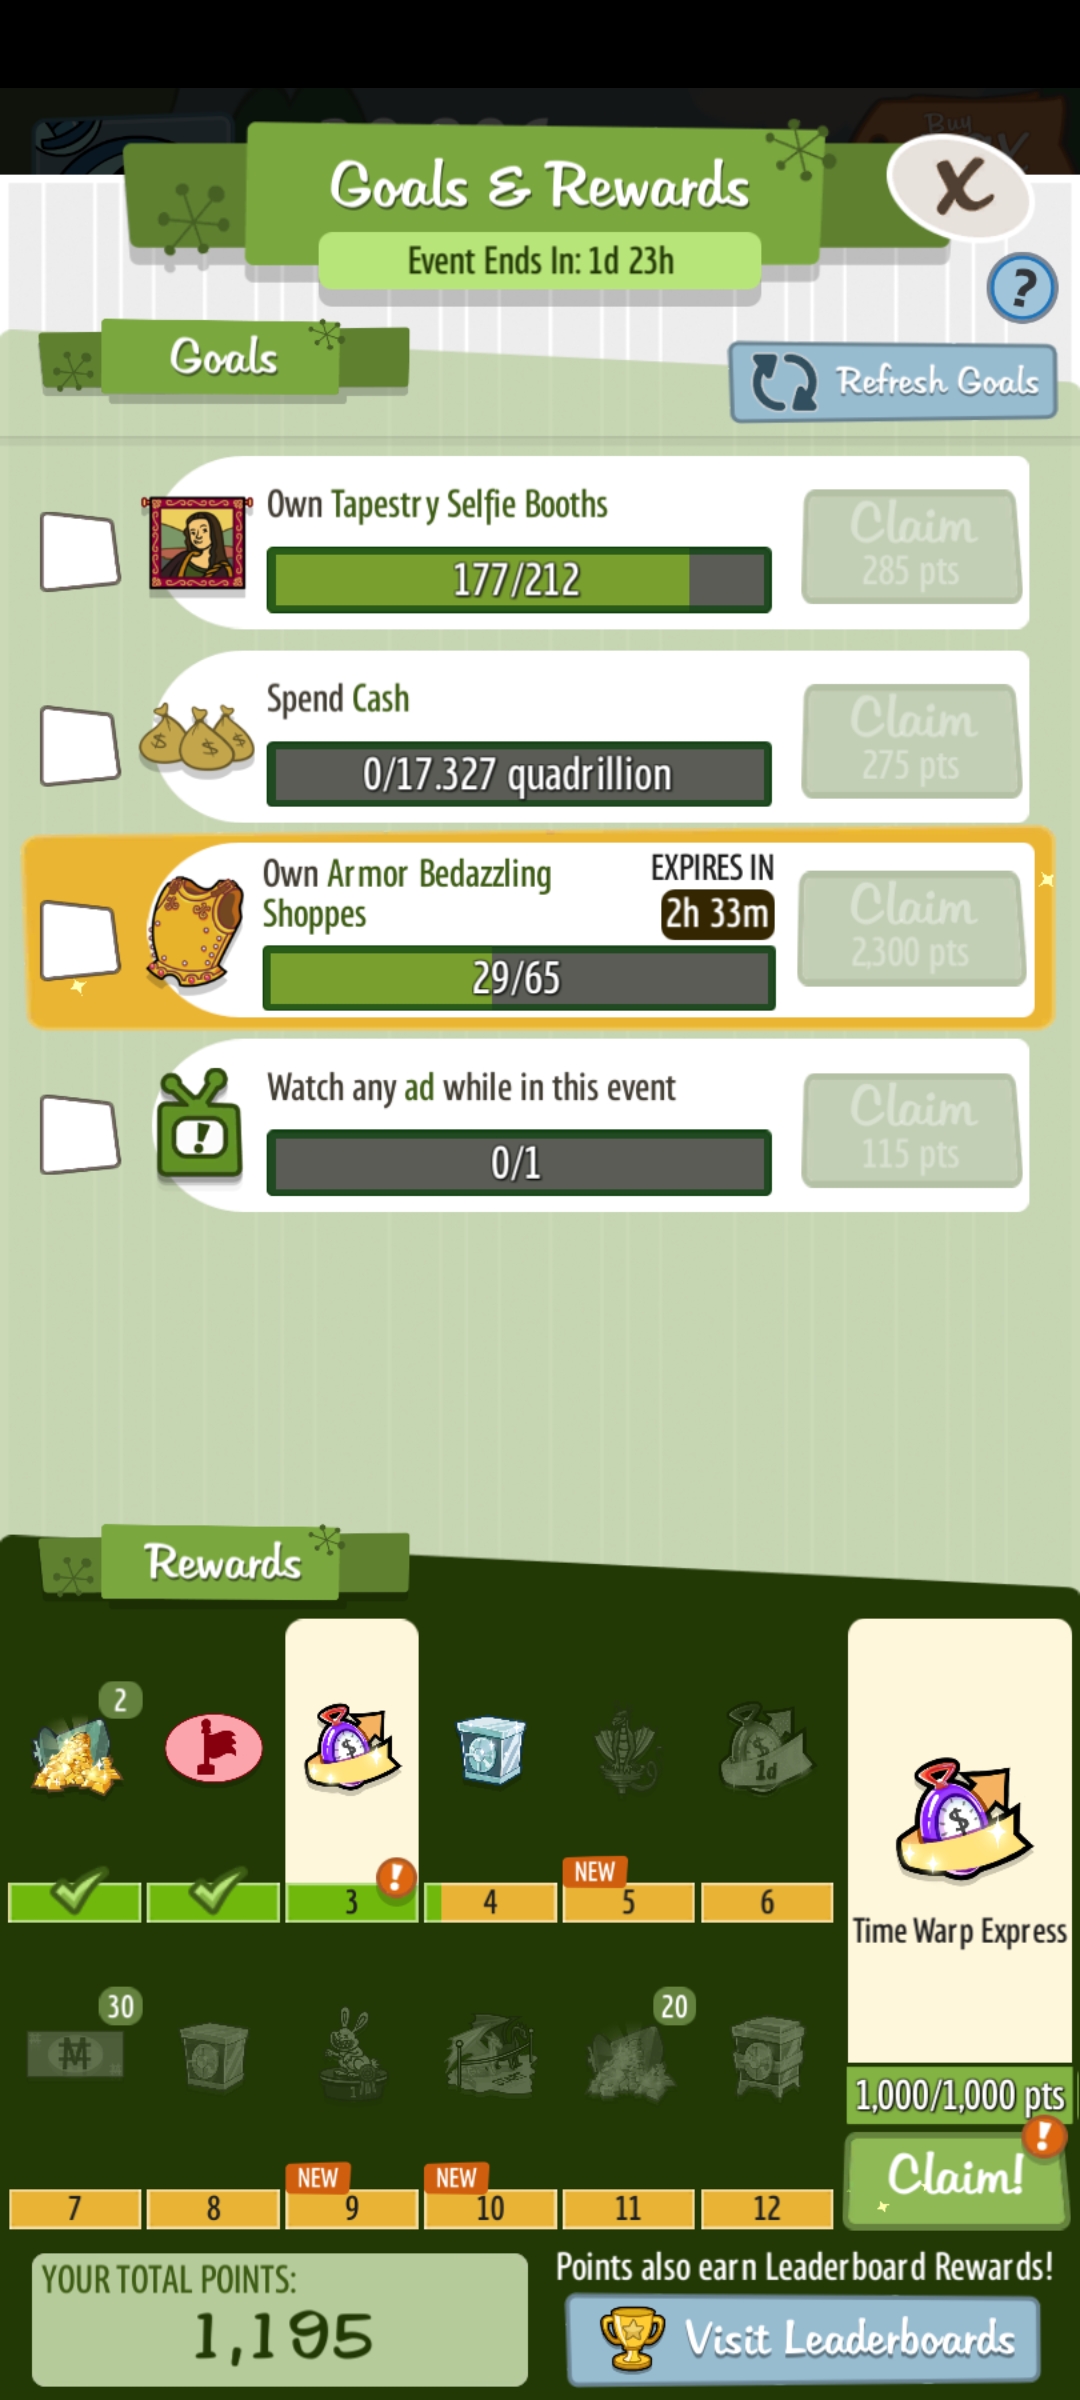 Buy
Goals & Rewards
X
Event Ends In: 1d 23h
?
Goals
Refresh Goals
Own Tapestry Selfie Booths
177/212
Claim
285 pts
Spend Cash
0/17.327 quadrillion
Claim
275 pts
Own Armor Bedazzling
Shoppes
EXPIRES IN
2h 33m
29/65
Claim
2,300 pts
Watch any ad while in this event
0/1
Claim
115 pts
Rewards
2
1d
!
NEW
3
4
5
6
Time Warp Express
30
20
1,000/1,000 pts
!
Claim!
NEW
NEW
7
8
9
10
11
12
YOUR TOTAL POINTS:
1,195
Points also earn Leaderboard Rewards!
Visit Leaderboards